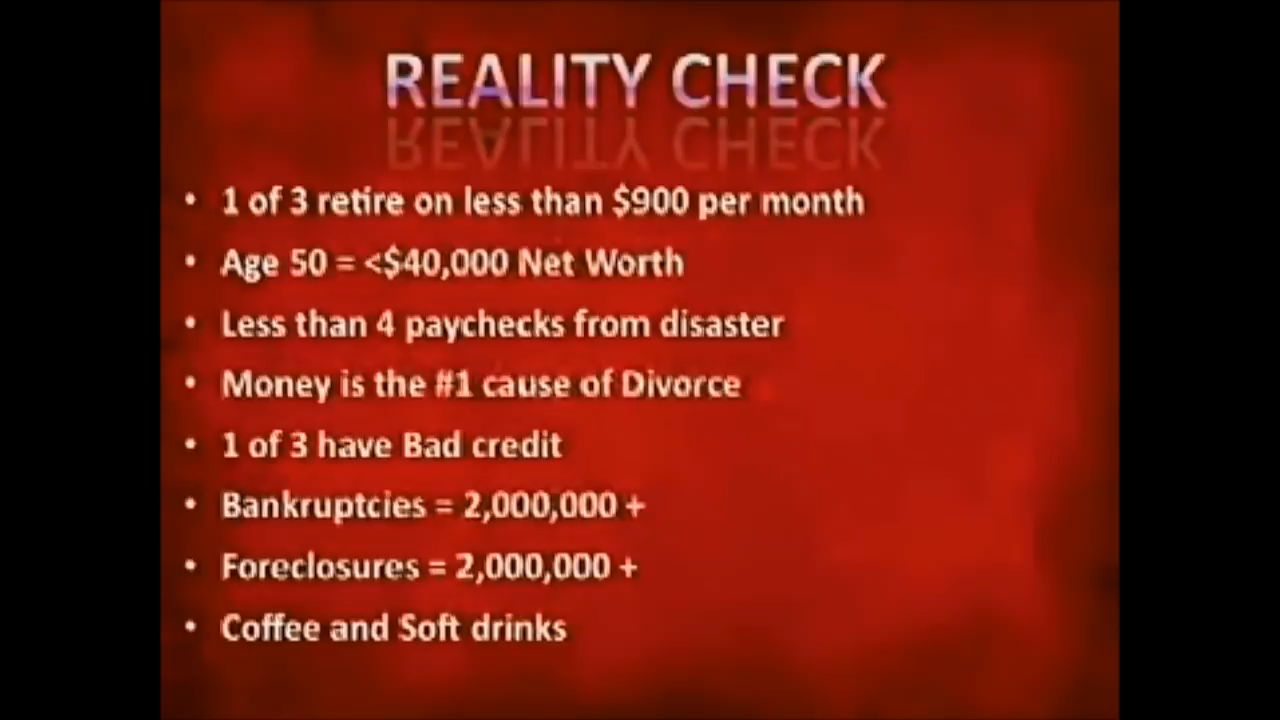 REALITY CHECK
• 1 of 3 retire on less than $900 per month
• Age 50 = <$40,000 Net Worth
• Less than 4 paychecks from disaster
• Money is the #1 cause of Divorce
• 1 of 3 have Bad credit
• Bankruptcies = 2,000,000 +
• Foreclosures = 2,000,000 +
• Coffee and Soft drinks